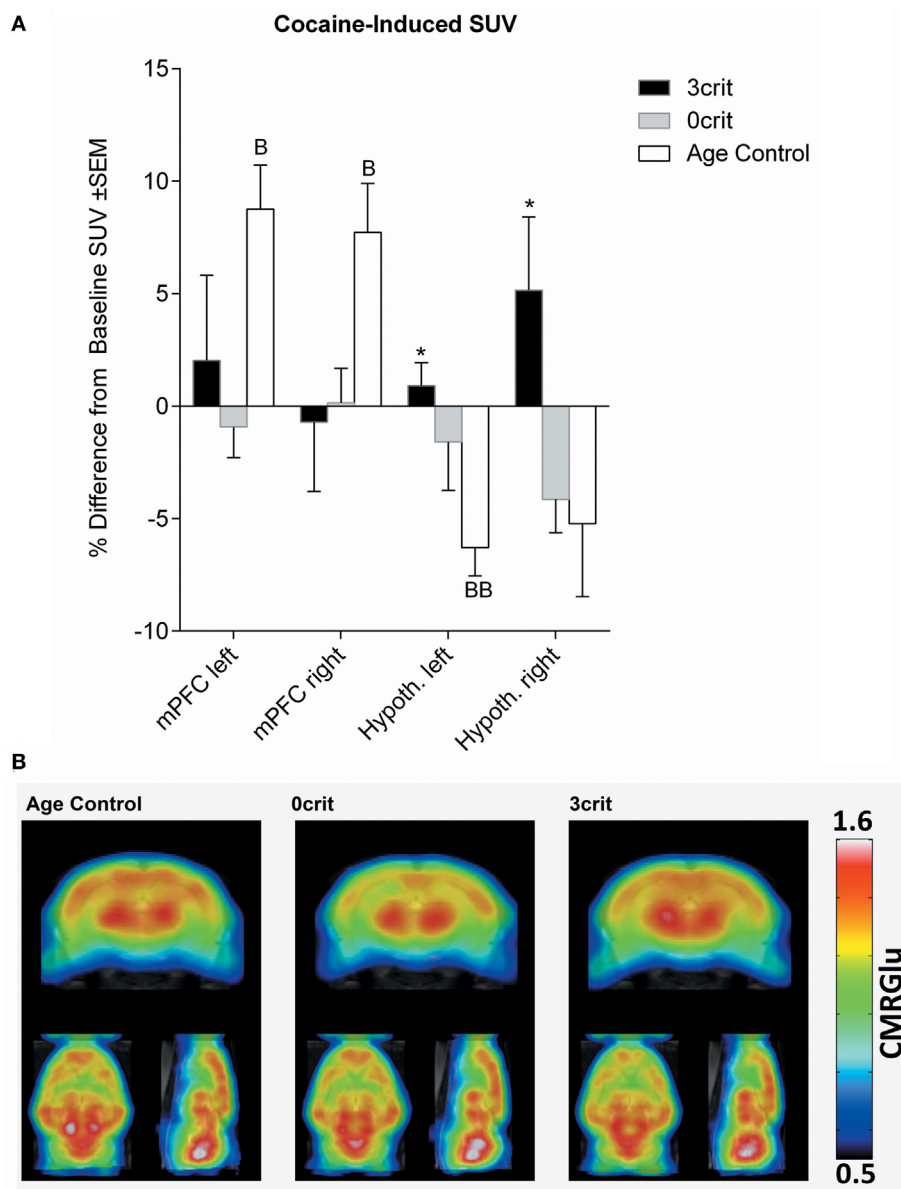 A
Cocaine-Induced SUV
% Difference from Baseline SUV ±SEM
15
10
5
0
-5
-10
B
B
*
BB
*
3crit
0crit
Age Control
mPFC left
mPFC right
Hypoth. left
Hypoth. right
B
Age Control
0crit
3crit
1.6
CMRGlu
0.5